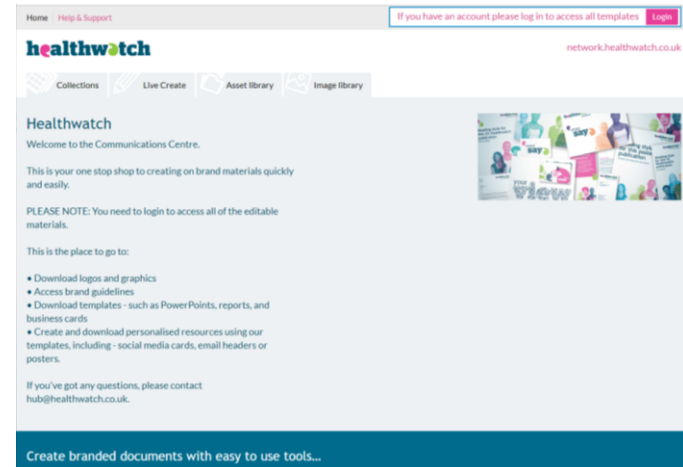 Home Help & Support
If you have an account please log in to access all templates Login
healthwatch
network.healthwatch.co.uk
Collections Live Create Asset library Image library
Healthwatch
Welcome to the Communications Centre.
This is your one stop shop to creating on brand materials quickly
and easily.
PLEASE NOTE: You need to login to access all of the editable
materials.
This is the place to go to:
• Download logos and graphics
• Access brand guidelines
• Download templates - such as PowerPoints, reports, and
business cards
• Create and download personalised resources using our
templates, including - social media cards, email headers or
posters.
If you've got any questions, please contact
hub@healthwatch.co.uk.
say
say
your
view
publication
Create branded documents with easy to use tools...